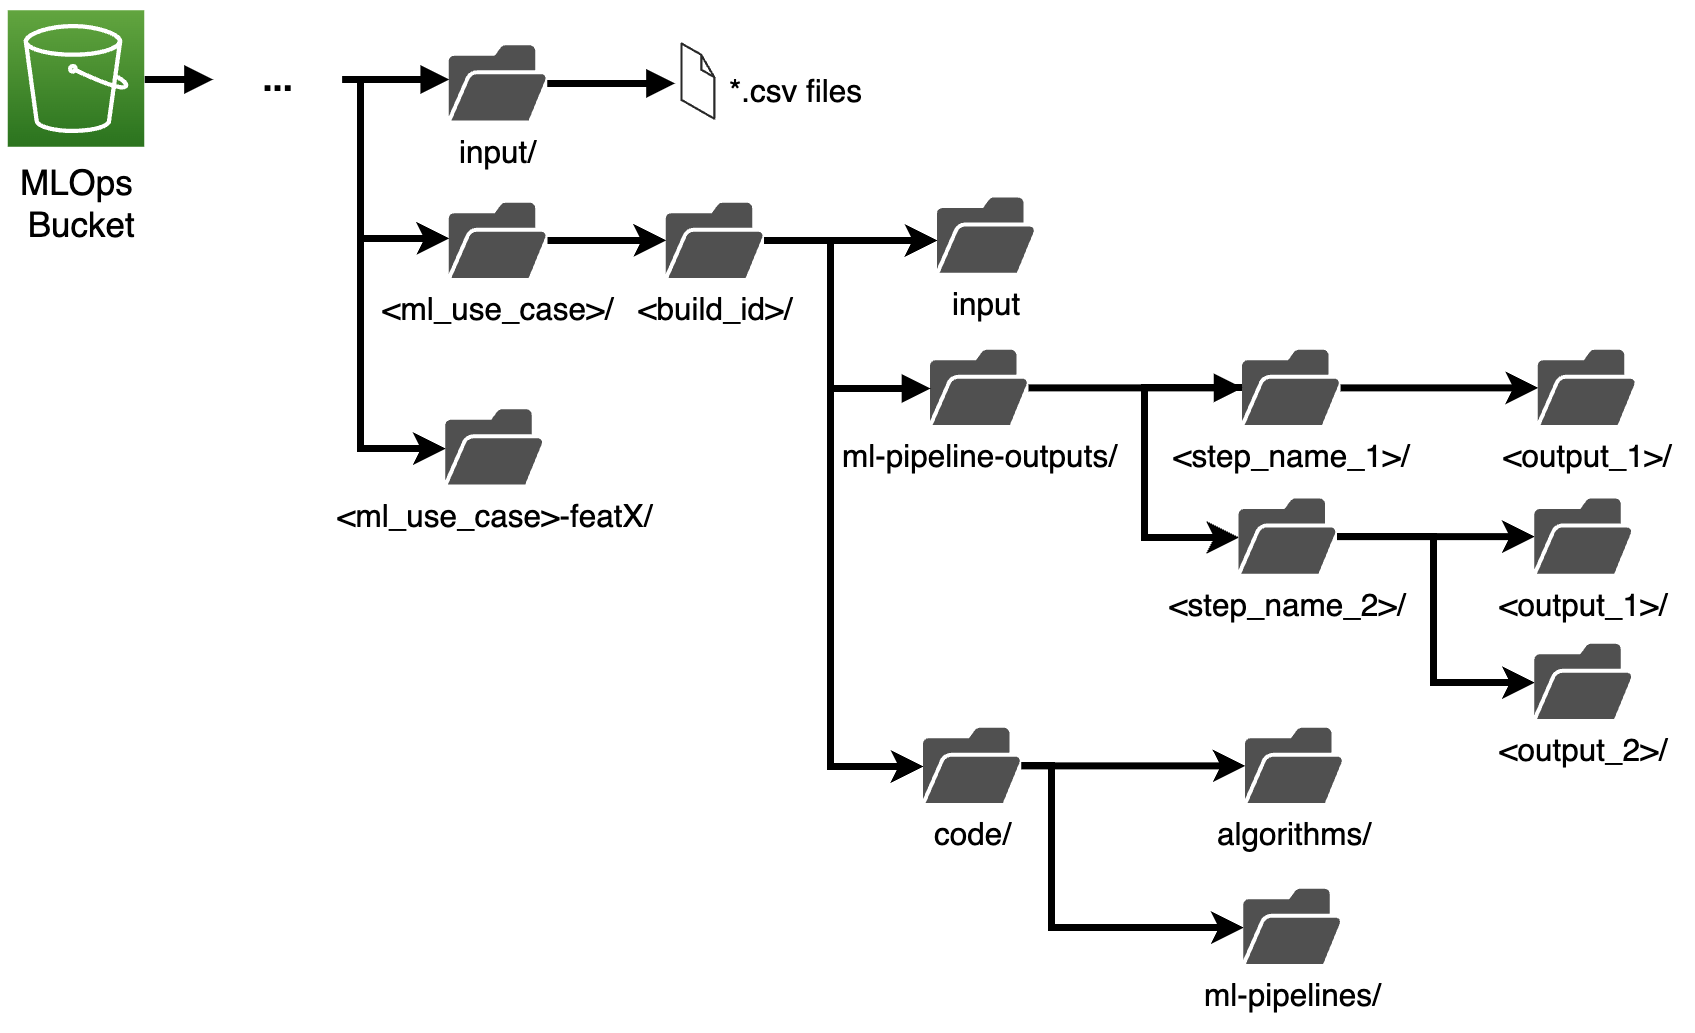 ...
*.csv files
input/
MLOps
Bucket
<ml_use_case>/
<build_id>/
input
ml-pipeline-outputs/
<step_name_1>/
<output_1>/
<ml_use_case>-featX/
<step_name_2>/
<output_1>/
<output_2>/
code/
algorithms/
ml-pipelines/